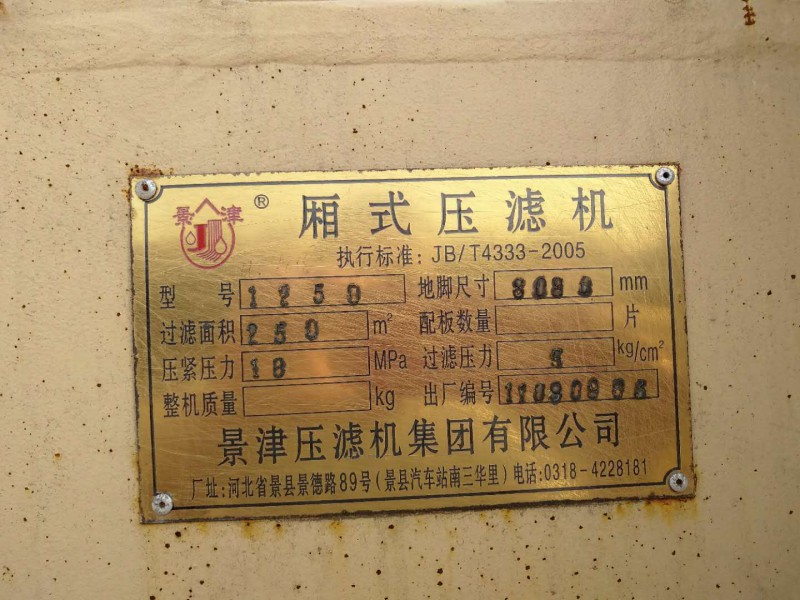 景津 ® 厢式压滤机
执行标准: JB/T4333-2005
型 号 1250 地脚尺寸 mm
过滤面积 250 m² 配板数量 片
压紧压力 18 MPa 过滤压力 kg/cm²
整机质量 kg 出厂编号
景津压滤机集团有限公司
厂址:河北省景县景德路89号(景县汽车站南三华里)电话:0318-4228181